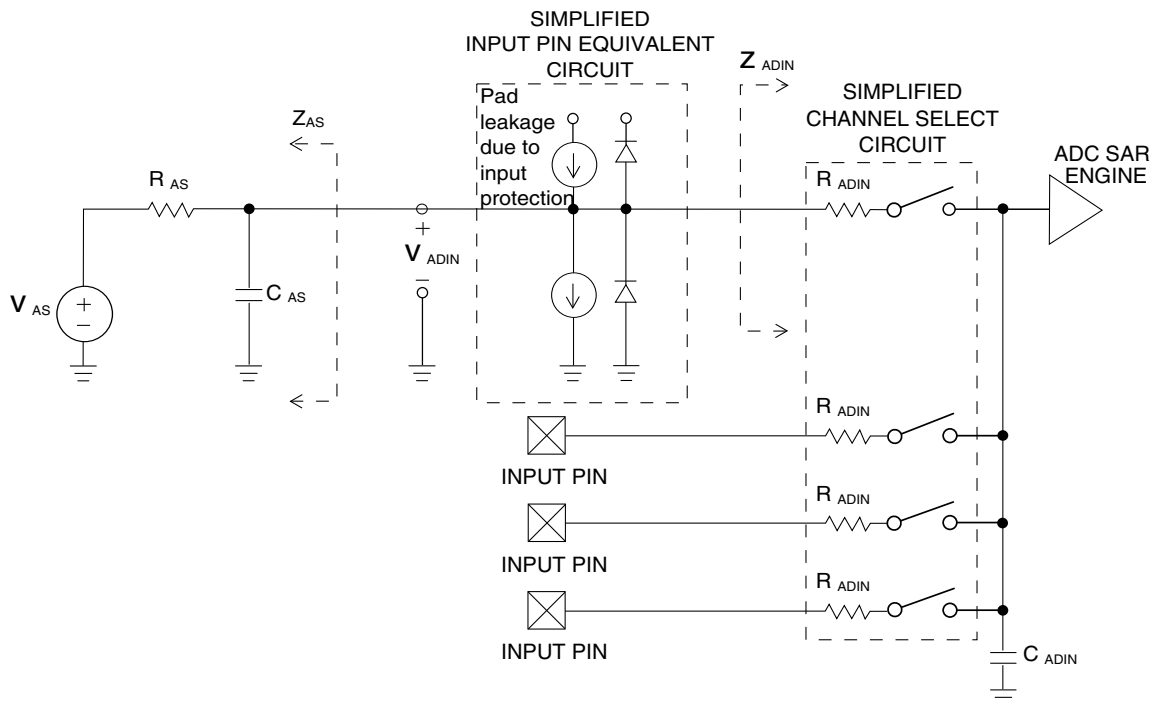 SIMPLIFIED
INPUT PIN EQUIVALENT
CIRCUIT
Pad
leakage
due to
input
protection
Z ADIN
SIMPLIFIED
CHANNEL SELECT
CIRCUIT
ADC SAR
ENGINE
ZAS
R AS
R ADIN
+
V ADIN
–
C AS
V AS
+
–
R ADIN
INPUT PIN
R ADIN
INPUT PIN
R ADIN
INPUT PIN
C ADIN